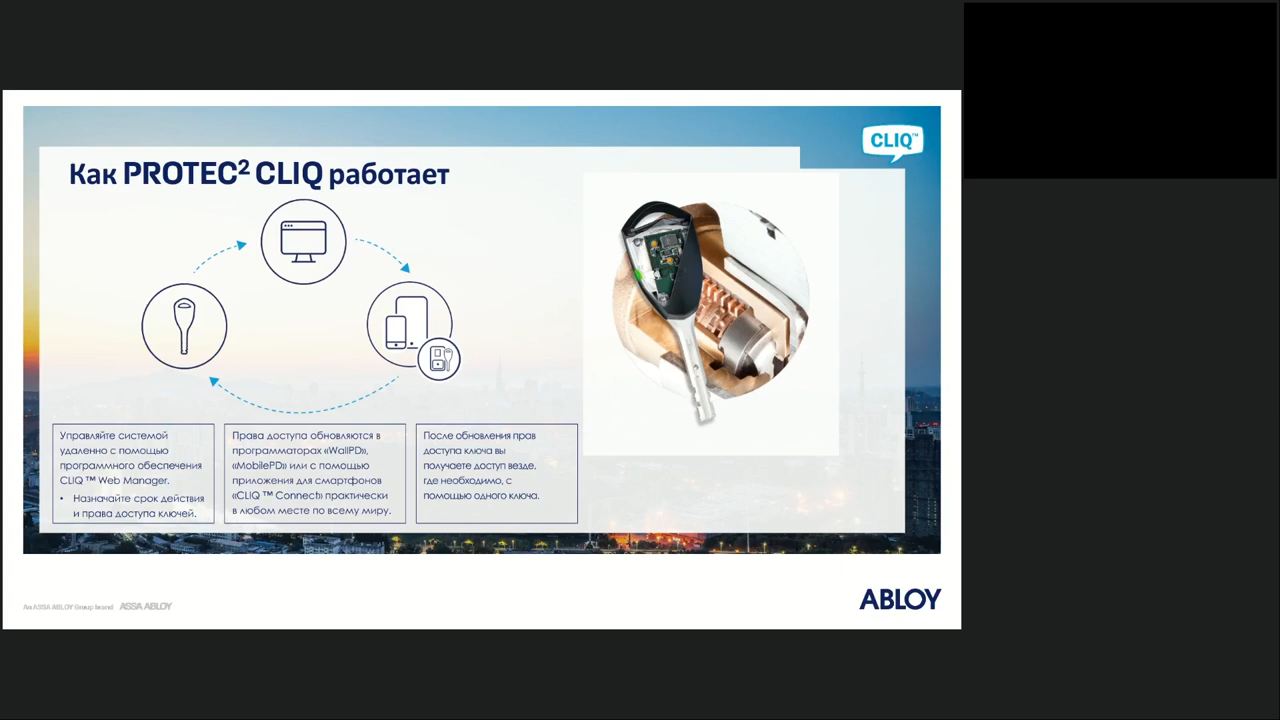 CLIQ™
Как PROTEC² CLIQ работает
Управляйте системой
удаленно с помощью
программного обеспечения
CLIQ ™ Web Manager.
• Назначайте срок действия
и права доступа ключей.
Права доступа обновляются в
программаторах «WallPD»,
«MobilePD» или с помощью
приложения для смартфонов
«CLIQ ™ Connect» практически
в любом месте по всему миру.
После обновления прав
доступа ключа вы
получаете доступ везде,
где необходимо, с
помощью одного ключа.
An ASSA ABLOY Group brand ASSA ABLOY
ABLOY